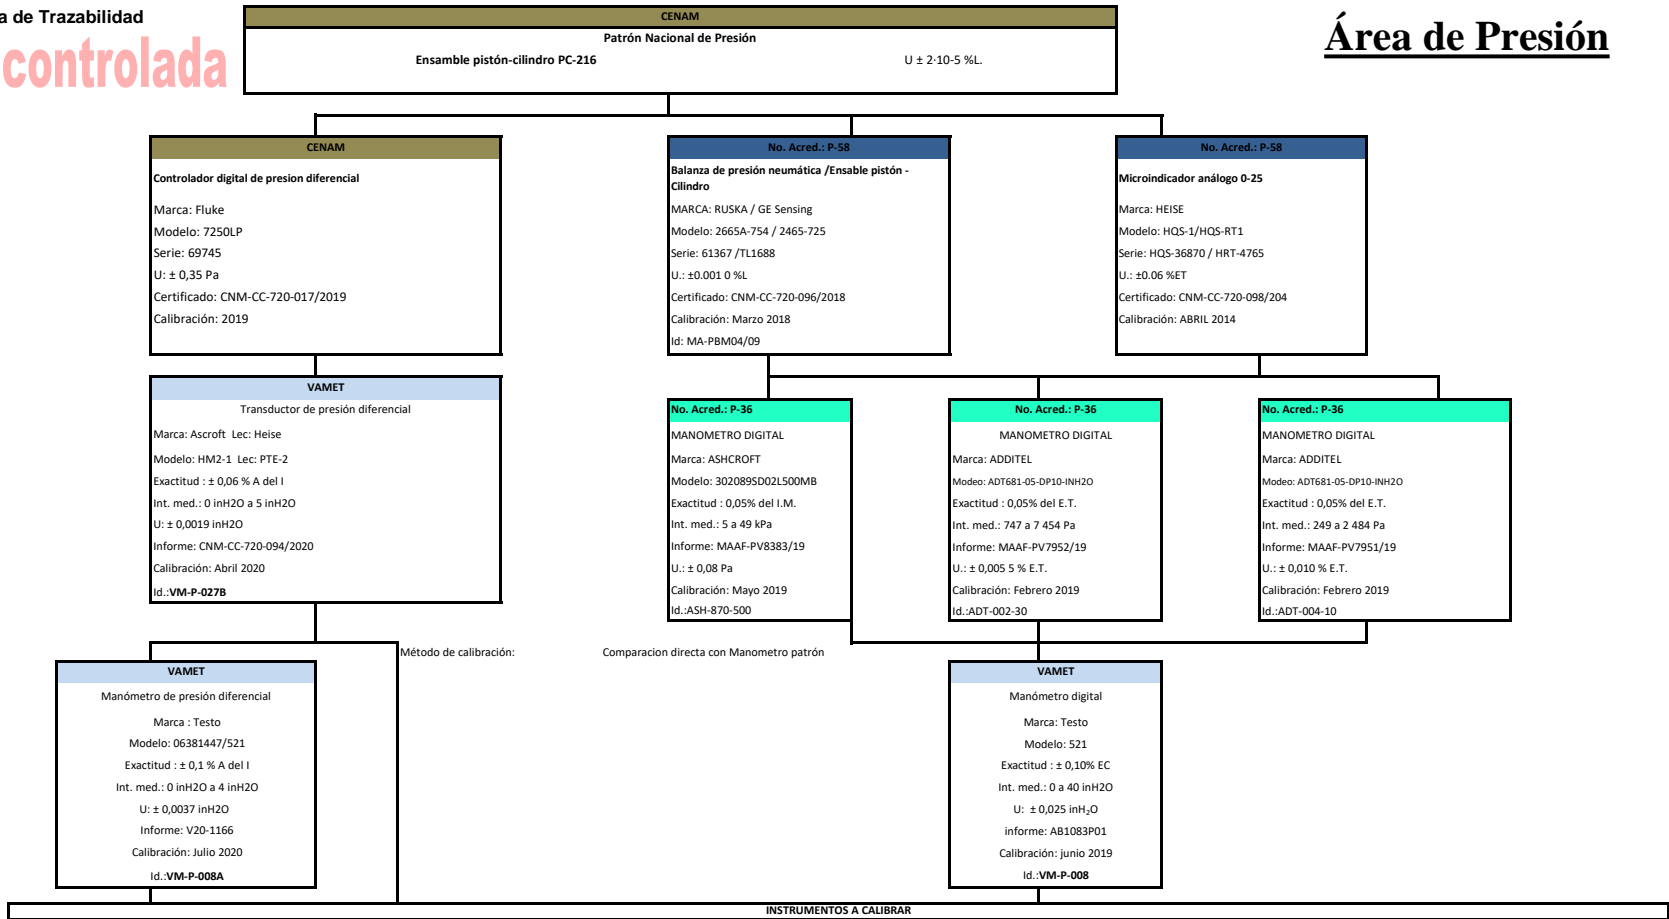 a de Trazabilidad
controlada
Área de Presión
CENAM
Patrón Nacional de Presión
Ensamble pistón-cilindro PC-216 U ± 2·10-5 %L.
CENAM
Controlador digital de presion diferencial
Marca: Fluke
Modelo: 7250LP
Serie: 69745
U: ± 0,35 Pa
Certificado: CNM-CC-720-017/2019
Calibración: 2019
No. Acred.: P-58
Balanza de presión neumática /Ensable pistón -
Cilindro
MARCA: RUSKA / GE Sensing
Modelo: 2665A-754 / 2465-725
Serie: 61367 /TL1688
U.: ±0.001 0 %L
Certificado: CNM-CC-720-096/2018
Calibración: Marzo 2018
Id: MA-PBM04/09
No. Acred.: P-58
Microindicador análogo 0-25
Marca: HEISE
Modelo: HQS-1/HQS-RT1
Serie: HQS-36870 / HRT-4765
U.: ±0.06 %ET
Certificado: CNM-CC-720-098/204
Calibración: ABRIL 2014
VAMET
Transductor de presión diferencial
Marca: Ascroft Lec: Heise
Modelo: HM2-1 Lec: PTE-2
Exactitud : ± 0,06 % A del I
Int. med.: 0 inH2O a 5 inH2O
U: ± 0,0019 inH2O
Informe: CNM-CC-720-094/2020
Calibración: Abril 2020
Id.:VM-P-027B
No. Acred.: P-36
MANOMETRO DIGITAL
Marca: ASHCROFT
Modelo: 302089SD02L500MB
Exactitud : 0,05% del I.M.
Int. med.: 5 a 49 kPa
Informe: MAAF-PV8383/19
U.: ± 0,08 Pa
Calibración: Mayo 2019
Id.:ASH-870-500
No. Acred.: P-36
MANOMETRO DIGITAL
Marca: ADDITEL
Modeo: ADT681-05-DP10-INH2O
Exactitud : 0,05% del E.T.
Int. med.: 747 a 7 454 Pa
Informe: MAAF-PV7952/19
U.: ± 0,005 5 % E.T.
Calibración: Febrero 2019
Id.:ADT-002-30
No. Acred.: P-36
MANOMETRO DIGITAL
Marca: ADDITEL
Modeo: ADT681-05-DP10-INH2O
Exactitud : 0,05% del E.T.
Int. med.: 249 a 2 484 Pa
Informe: MAAF-PV7951/19
U.: ± 0,010 % E.T.
Calibración: Febrero 2019
Id.:ADT-004-10
Método de calibración: Comparacion directa con Manometro patrón
VAMET
Manómetro de presión diferencial
Marca : Testo
Modelo: 06381447/521
Exactitud : ± 0,1 % A del I
Int. med.: 0 inH2O a 4 inH2O
U: ± 0,0037 inH2O
Informe: V20-1166
Calibración: Julio 2020
Id.:VM-P-008A
VAMET
Manómetro digital
Marca: Testo
Modelo: 521
Exactitud : ± 0,10% EC
Int. med.: 0 a 40 inH2O
U: ± 0,025 inH₂O
informe: AB1083P01
Calibración: junio 2019
Id.:VM-P-008
INSTRUMENTOS A CALIBRAR